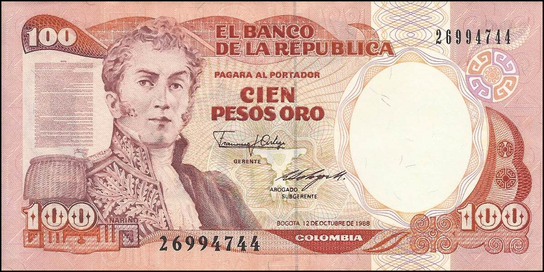 100
EL BANCO
DE LA REPUBLICA
26994744
PAGARA AL PORTADOR
CIEN
PESOS ORO
GERENTE
ABOGADO
SUBGERENTE
NARIÑO
100
BOGOTA, 12 DE OCTUBRE DE 1988
100
26994744
COLOMBIA